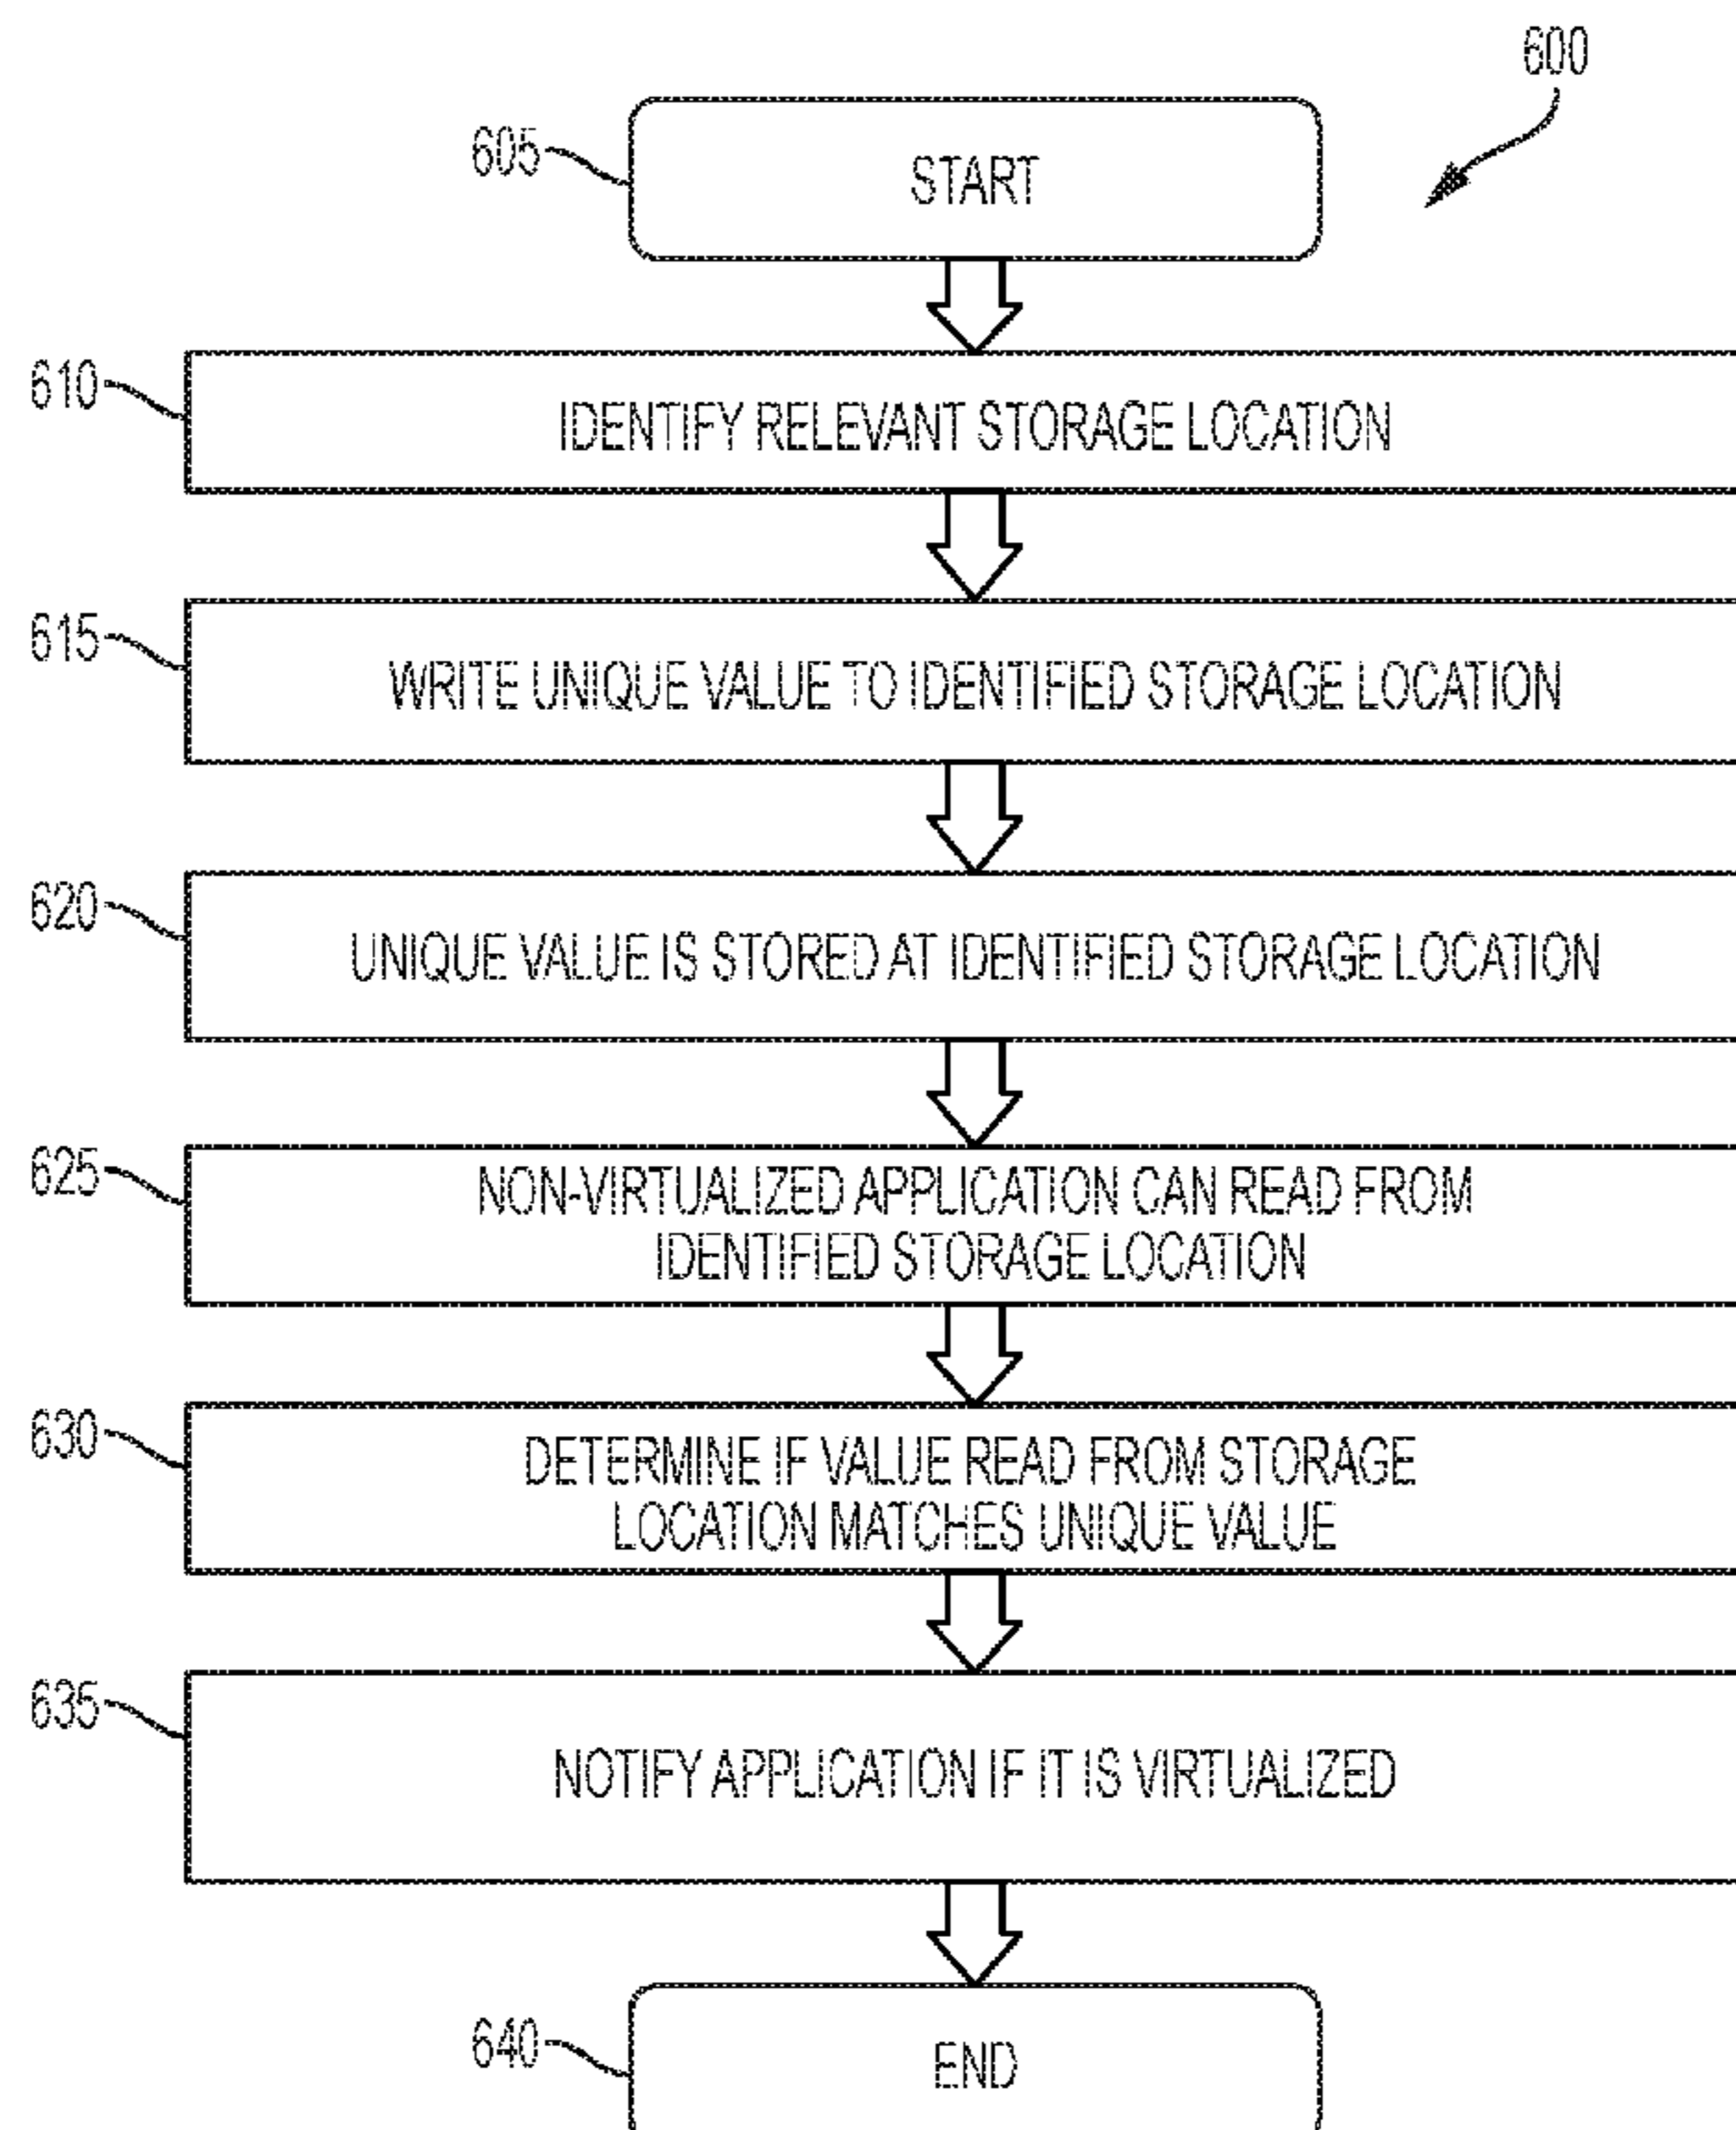 600
605
START
610
IDENTIFY RELEVANT STORAGE LOCATION
615
WRITE UNIQUE VALUE TO IDENTIFIED STORAGE LOCATION
620
UNIQUE VALUE IS STORED AT IDENTIFIED STORAGE LOCATION
625
NON-VIRTUALIZED APPLICATION CAN READ FROM
IDENTIFIED STORAGE LOCATION
630
DETERMINE IF VALUE READ FROM STORAGE
LOCATION MATCHES UNIQUE VALUE
635
NOTIFY APPLICATION IF IT IS VIRTUALIZED
640
END